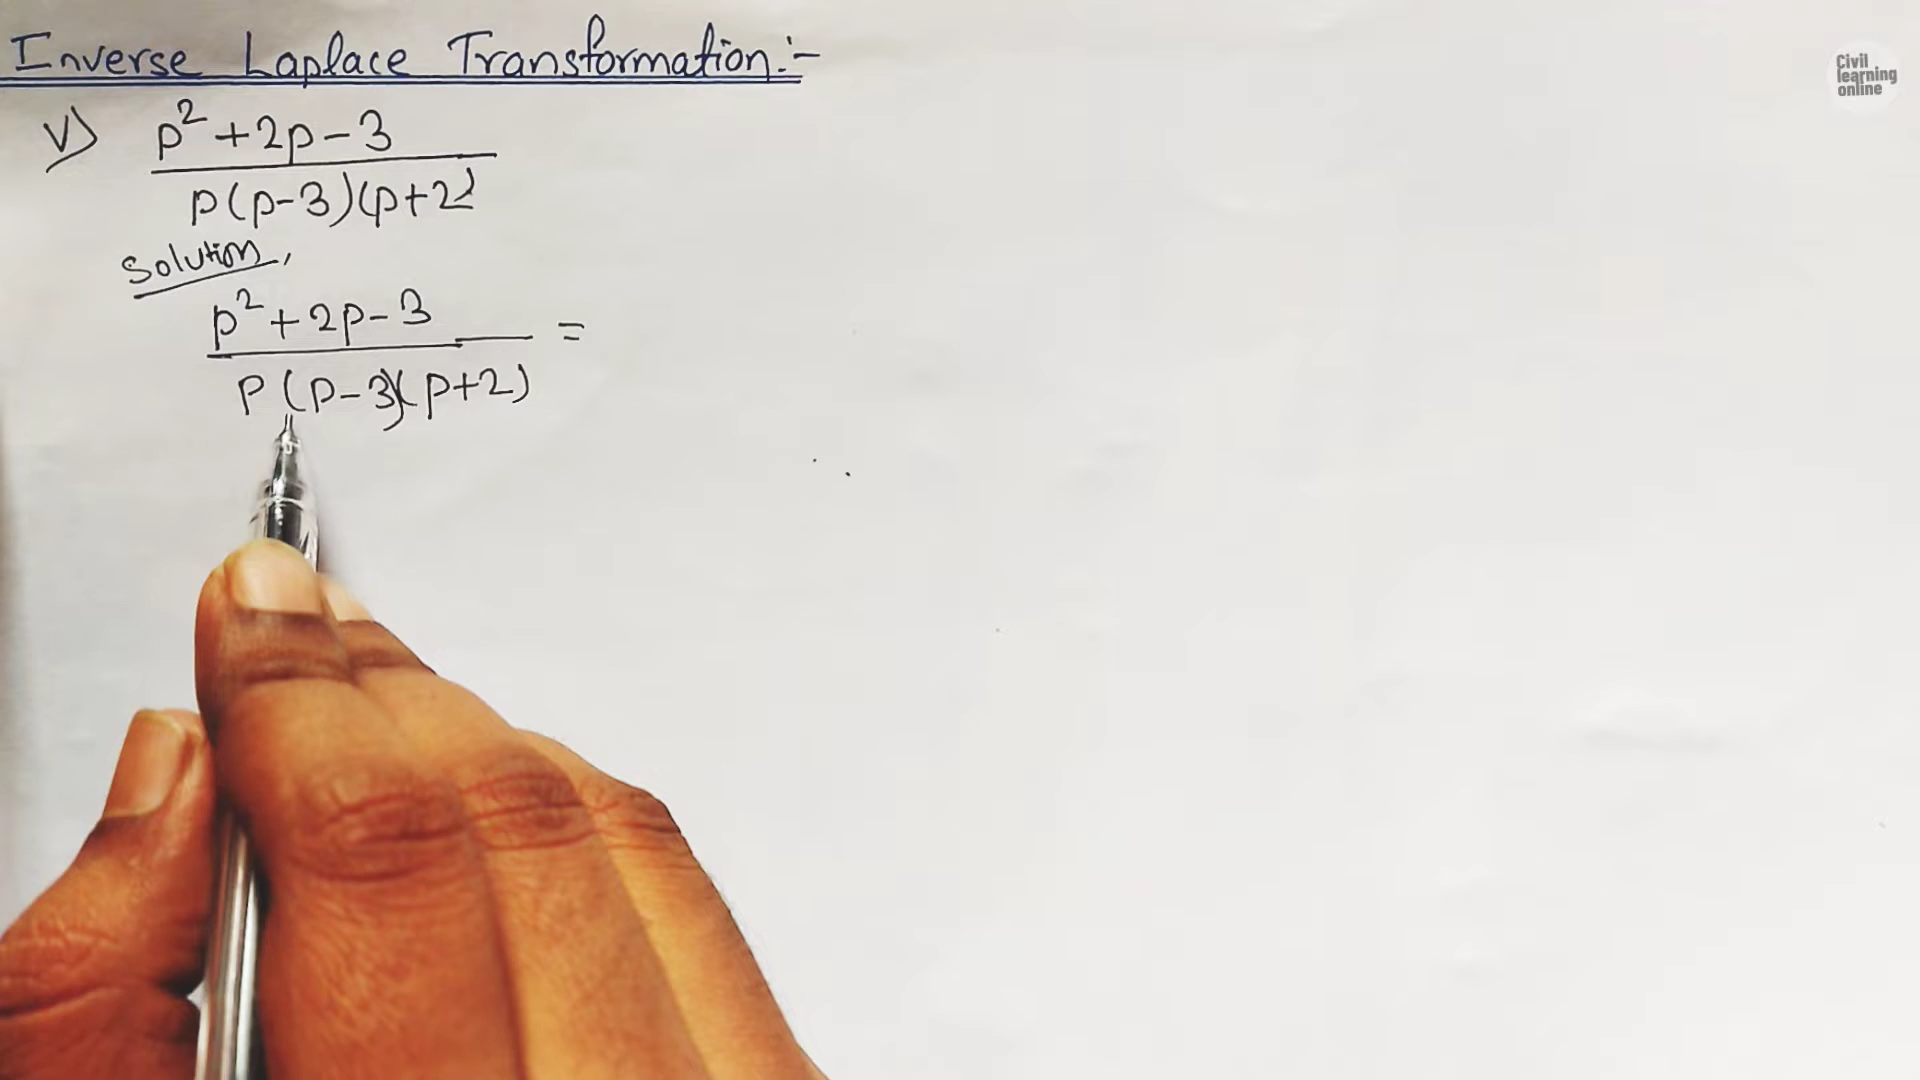 Inverse Laplace Transformation:-
V) p² + 2p - 3
p(p-3)(p+2)
Solution,
p² + 2p - 3 =
P(p-3)(p+2)
Civil
learning
online